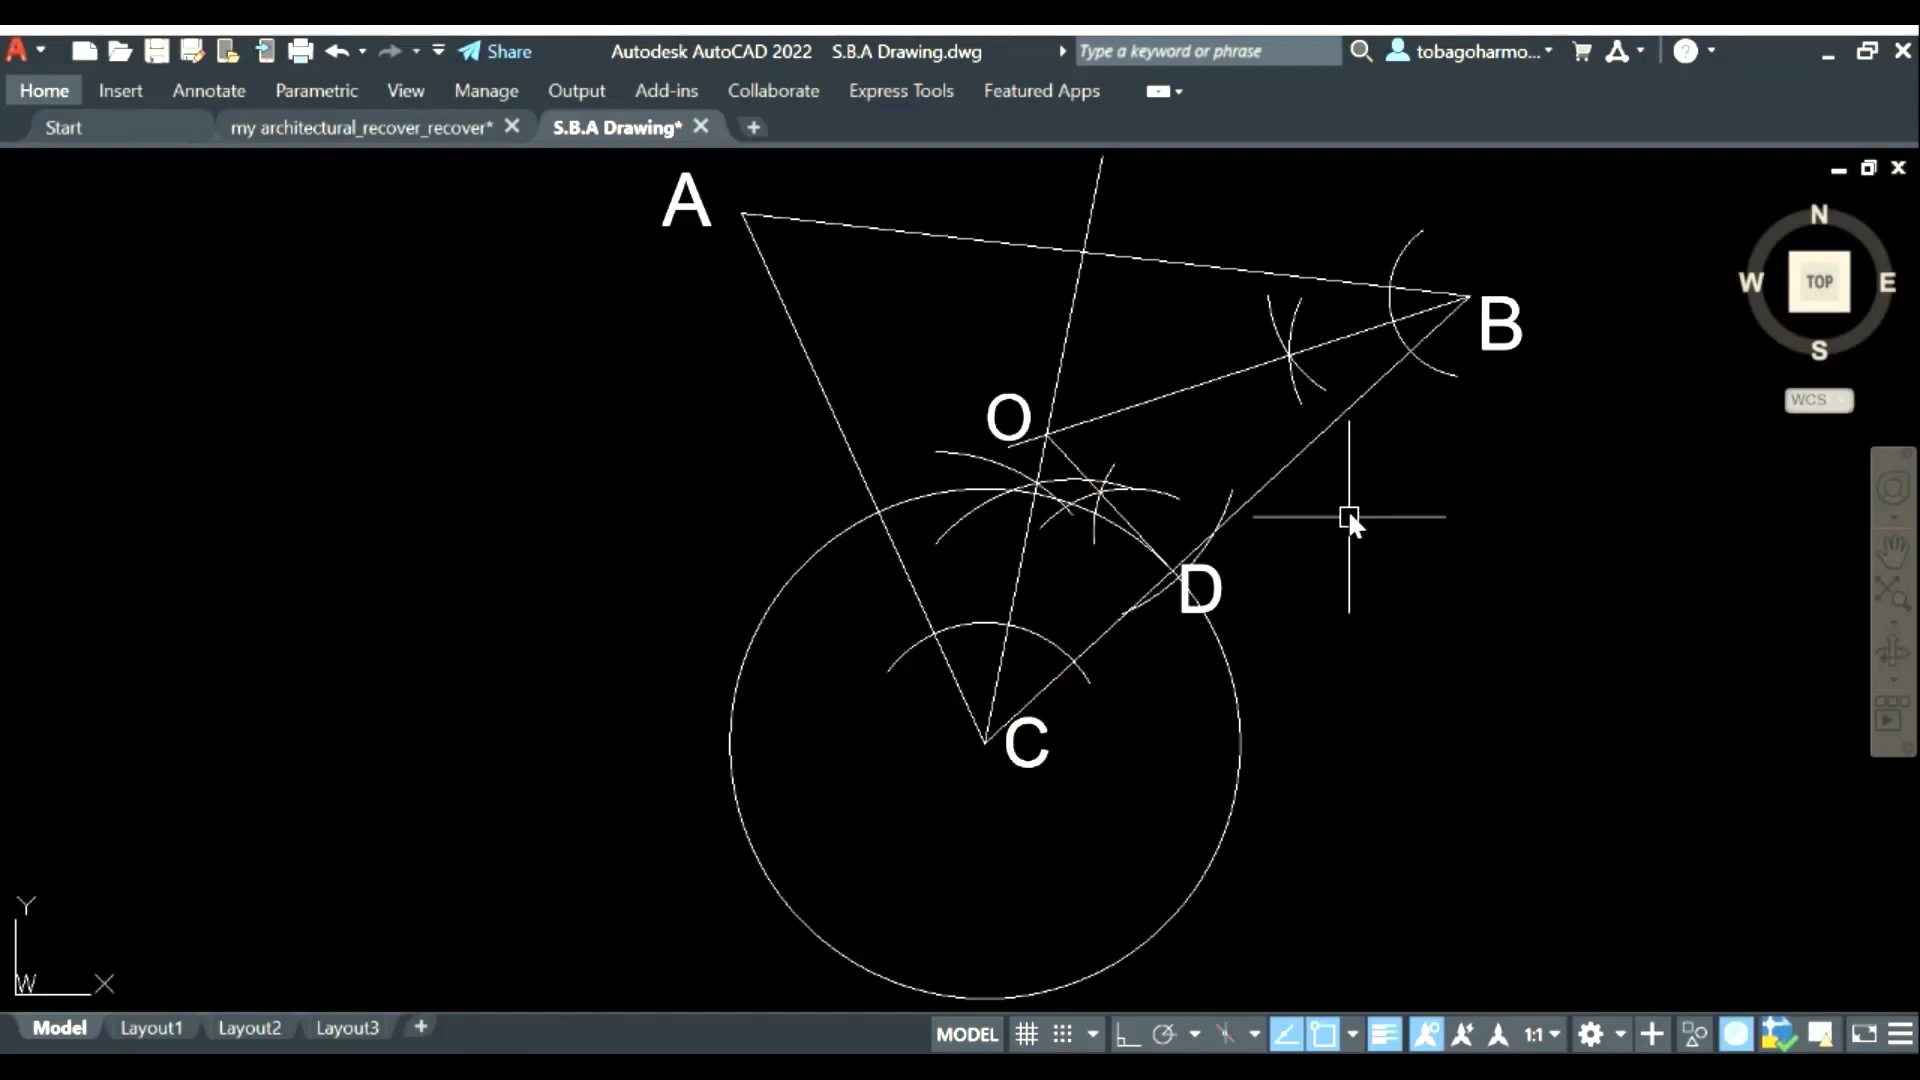 Share
Autodesk AutoCAD 2022 S.B.A Drawing.dwg
Type a keyword or phrase
tobagoharmo...
Home Insert Annotate Parametric View Manage Output Add-ins Collaborate Express Tools Featured Apps
Start my architectural_recover_recover* S.B.A Drawing*
A
N
W TOP E
S
B
WCS
O
D
C
Y
W X
Model Layout1 Layout2 Layout3
MODEL 1:1